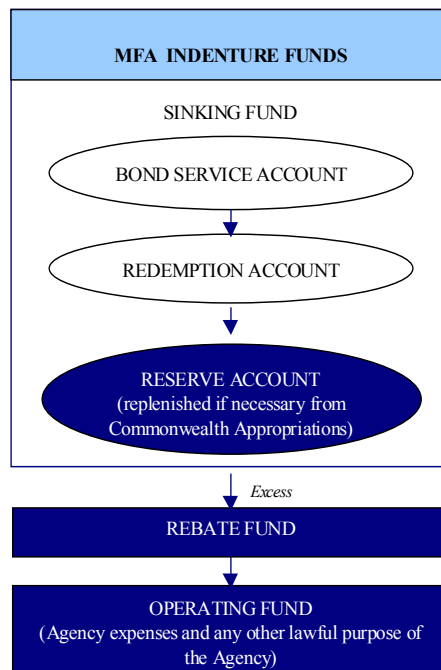 MFA INDENTURE FUNDS
SINKING FUND
BOND SERVICE ACCOUNT
REDEMPTION ACCOUNT
RESERVE ACCOUNT
(replenished if necessary from
Commonwealth Appropriations)
Excess
REBATE FUND
OPERATING FUND
(Agency expenses and any other lawful purpose of
the Agency)